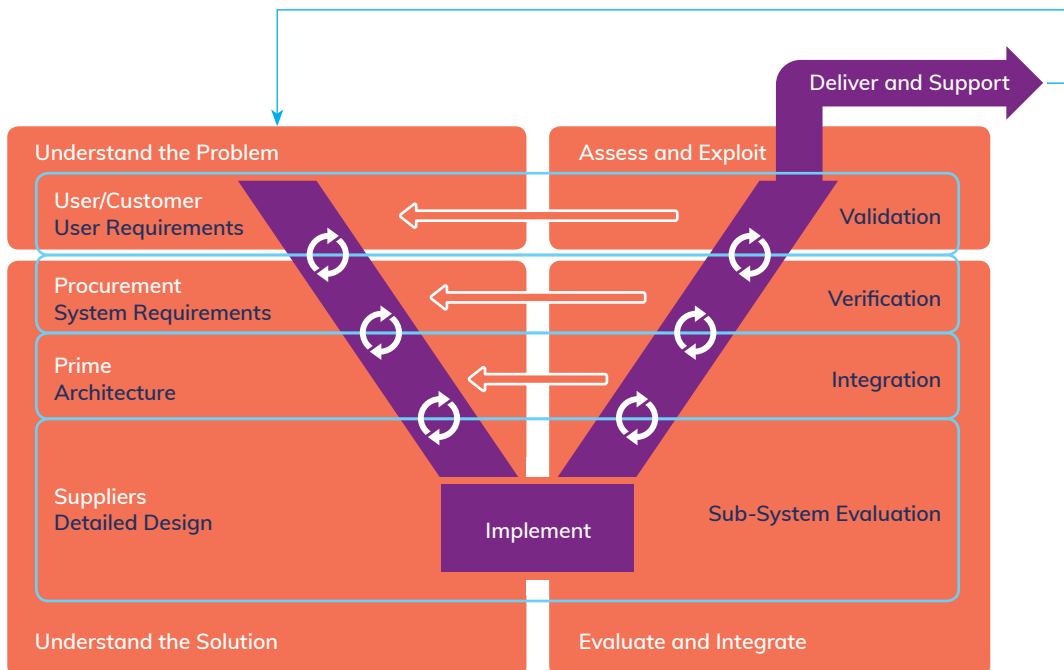 Deliver and Support
Understand the Problem
Assess and Exploit
User/Customer
User Requirements
Validation
Procurement
System Requirements
Verification
Prime
Architecture
Integration
Suppliers
Detailed Design
Implement
Sub-System Evaluation
Understand the Solution
Evaluate and Integrate